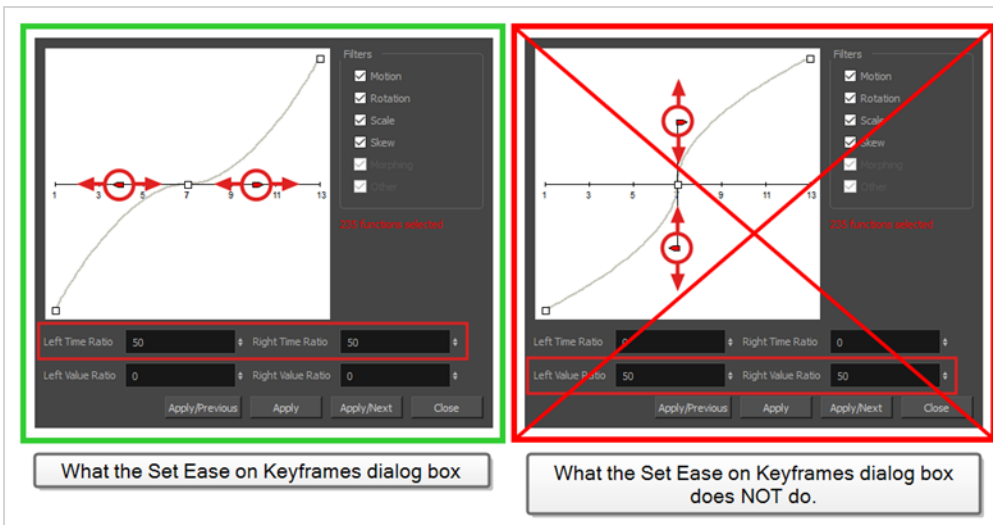 Filters
Motion
Rotation
Scale
Skew
Morphing
Other
1 3 5 7 9 11 13
235 functions selected
Left Time Ratio 50 Right Time Ratio 50
Left Value Ratio 0 Right Value Ratio 0
Apply/Previous Apply Apply/Next Close
What the Set Ease on Keyframes dialog box
Filters
Motion
Rotation
Scale
Skew
Morphing
Other
1 3 5 7 9 11 13
235 functions selected
Left Time Ratio 0 Right Time Ratio 0
Left Value Ratio 50 Right Value Ratio 50
Apply/Previous Apply Apply/Next Close
What the Set Ease on Keyframes dialog box
does NOT do.